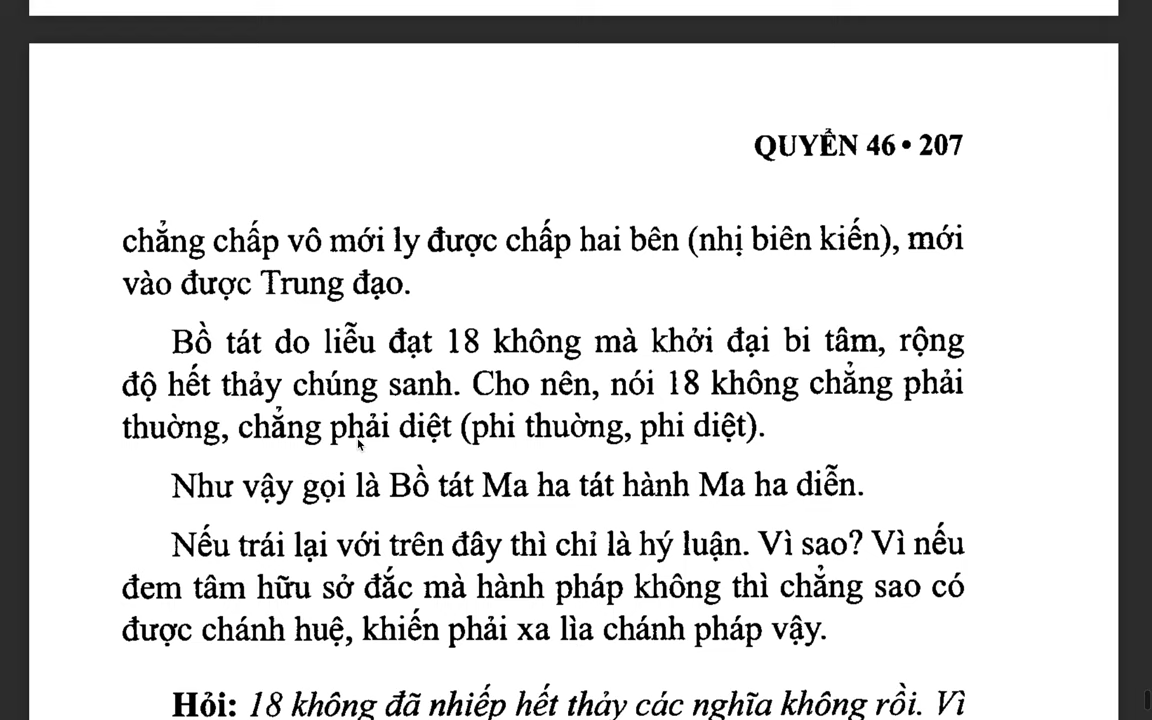 QUYỂN 46 • 207
chẳng chấp vô mới ly được chấp hai bên (nhị biên kiến), mới
vào được Trung đạo.
Bồ tát do liễu đạt 18 không mà khởi đại bi tâm, rộng
độ hết thảy chúng sanh. Cho nên, nói 18 không chẳng phải
thuờng, chẳng phải diệt (phi thuờng, phi diệt).
Như vậy gọi là Bồ tát Ma ha tát hành Ma ha diễn.
Nếu trái lại với trên đây thì chỉ là hý luận. Vì sao? Vì nếu
đem tâm hữu sở đắc mà hành pháp không thì chẳng sao có
được chánh huệ, khiến phải xa lìa chánh pháp vậy.
Hỏi: 18 không đã nhiếp hết thảy các nghĩa không rồi. Vì